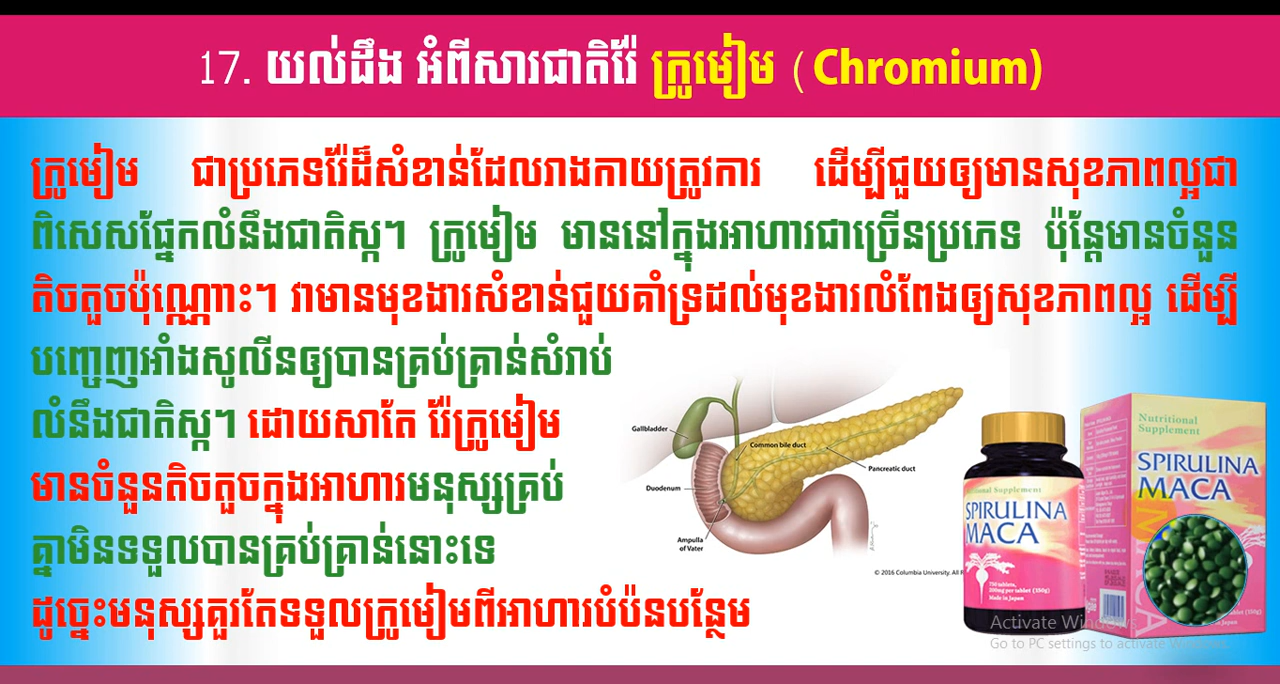 17. យល់ដឹង អំពីសារជាតិរ៉ែ ក្រូមៀម (Chromium)
ក្រូមៀម ជាប្រភេទរ៉ែដ៏សំខាន់ដែលរាងកាយត្រូវការ ដើម្បីជួយឲ្យមានសុខភាពល្អជា
ពិសេសផ្នែកលំនឹងជាតិស្ករ។ ក្រូមៀម មាននៅក្នុងអាហារជាច្រើនប្រភេទ ប៉ុន្តែមានចំនួន
តិចតួចប៉ុណ្ណោះ។ វាមានមុខងារសំខាន់ជួយគាំទ្រដល់មុខងារលំពែងឲ្យសុខភាពល្អ ដើម្បី
បញ្ចេញអាំងសូលីនឲ្យបានគ្រប់គ្រាន់សំរាប់
លំនឹងជាតិស្ករ។ ដោយសាតែ រ៉ែក្រូមៀម
មានចំនួនតិចតួចក្នុងអាហារមនុស្សគ្រប់
គ្នាមិនទទួលបានគ្រប់គ្រាន់នោះទេ
ដូច្នេះមនុស្សគួរតែទទួលក្រូមៀមពីអាហារបំប៉នបន្ថែម
Gallbladder
Common bile duct
Pancreatic duct
Duodenum
Ampulla
of Vater
© 2016 Columbia University. All R
Nutritional Supplement
SPIRULINA
MACA
750 tablets,
200mg per tablet (150g)
Made in Japan
Nutritional
Supplement
SPIRULINA
MACA
Activate Windows
Go to PC settings to activate Windows.